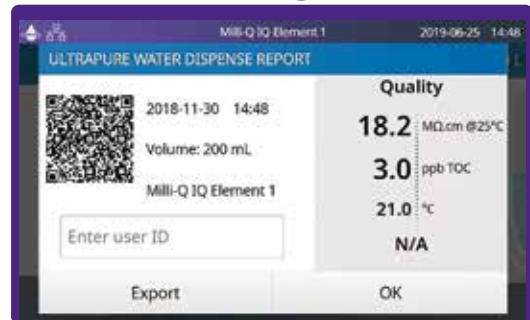 Milli-Q IQ Element 1 2019-06-25 14:48
ULTRAPURE WATER DISPENSE REPORT
2018-11-30 14:48
Volume: 200 mL
Milli-Q IQ Element 1
Enter user ID
Quality
18.2 MΩ.cm @25°C
3.0 ppb TOC
21.0 °C
N/A
Export OK